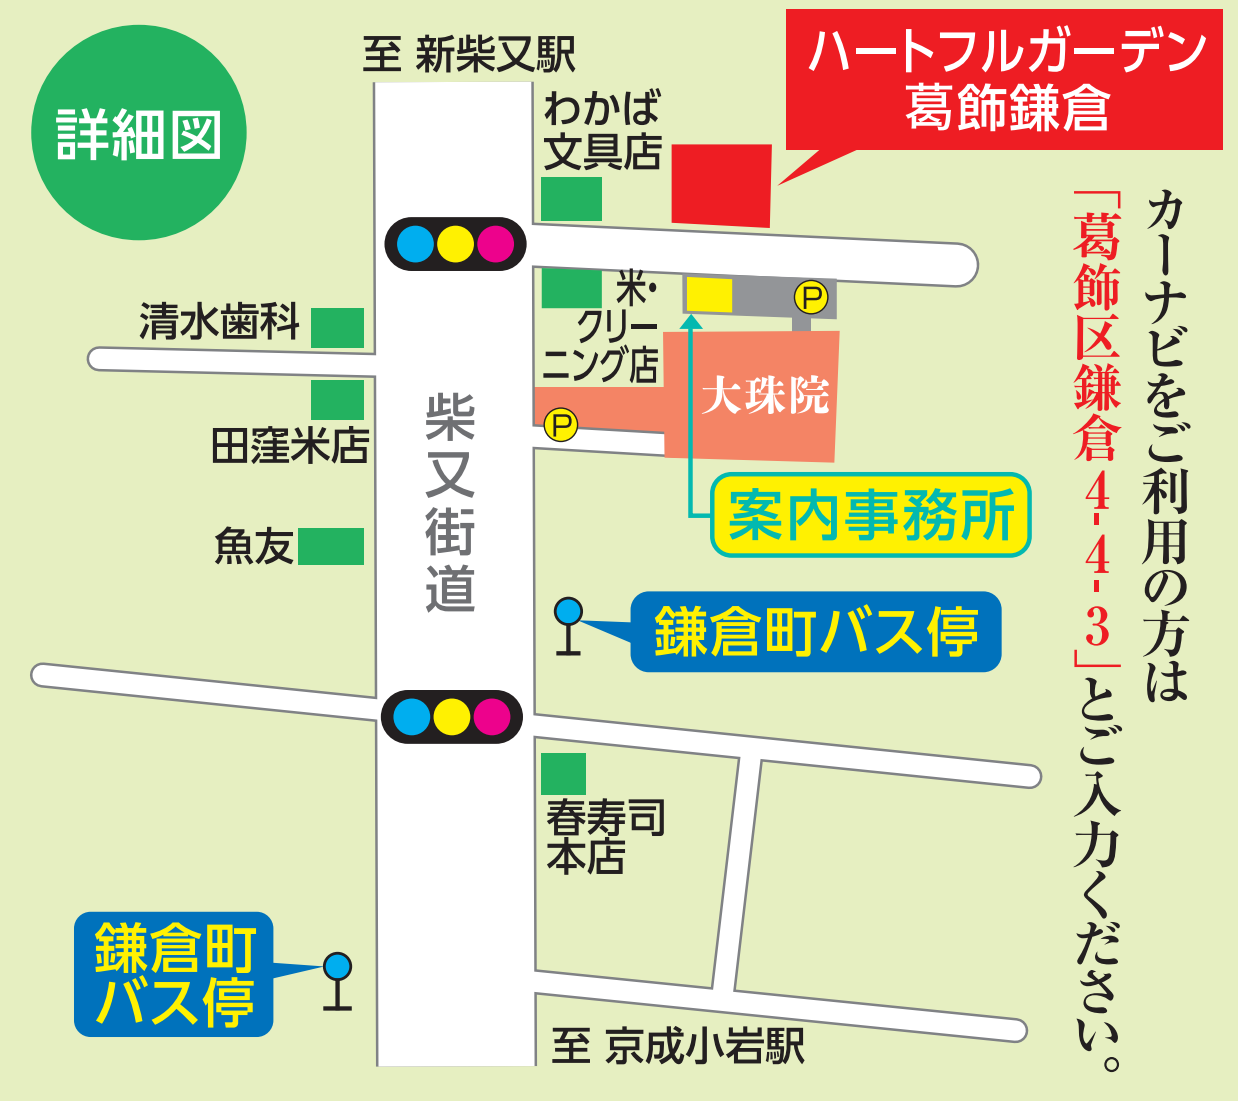 詳細図
至 新柴又駅
ハートフルガーデン
葛飾鎌倉
わかば
文具店
カーナビをご利用の方は
「葛飾区鎌倉4-4-3」とご入力ください。
清水歯科
米・
クリー
ニング店
P
大珠院
田窪米店
P
柴又街道
案内事務所
魚友
鎌倉町バス停
春寿司
本店
鎌倉町
バス停
至 京成小岩駅